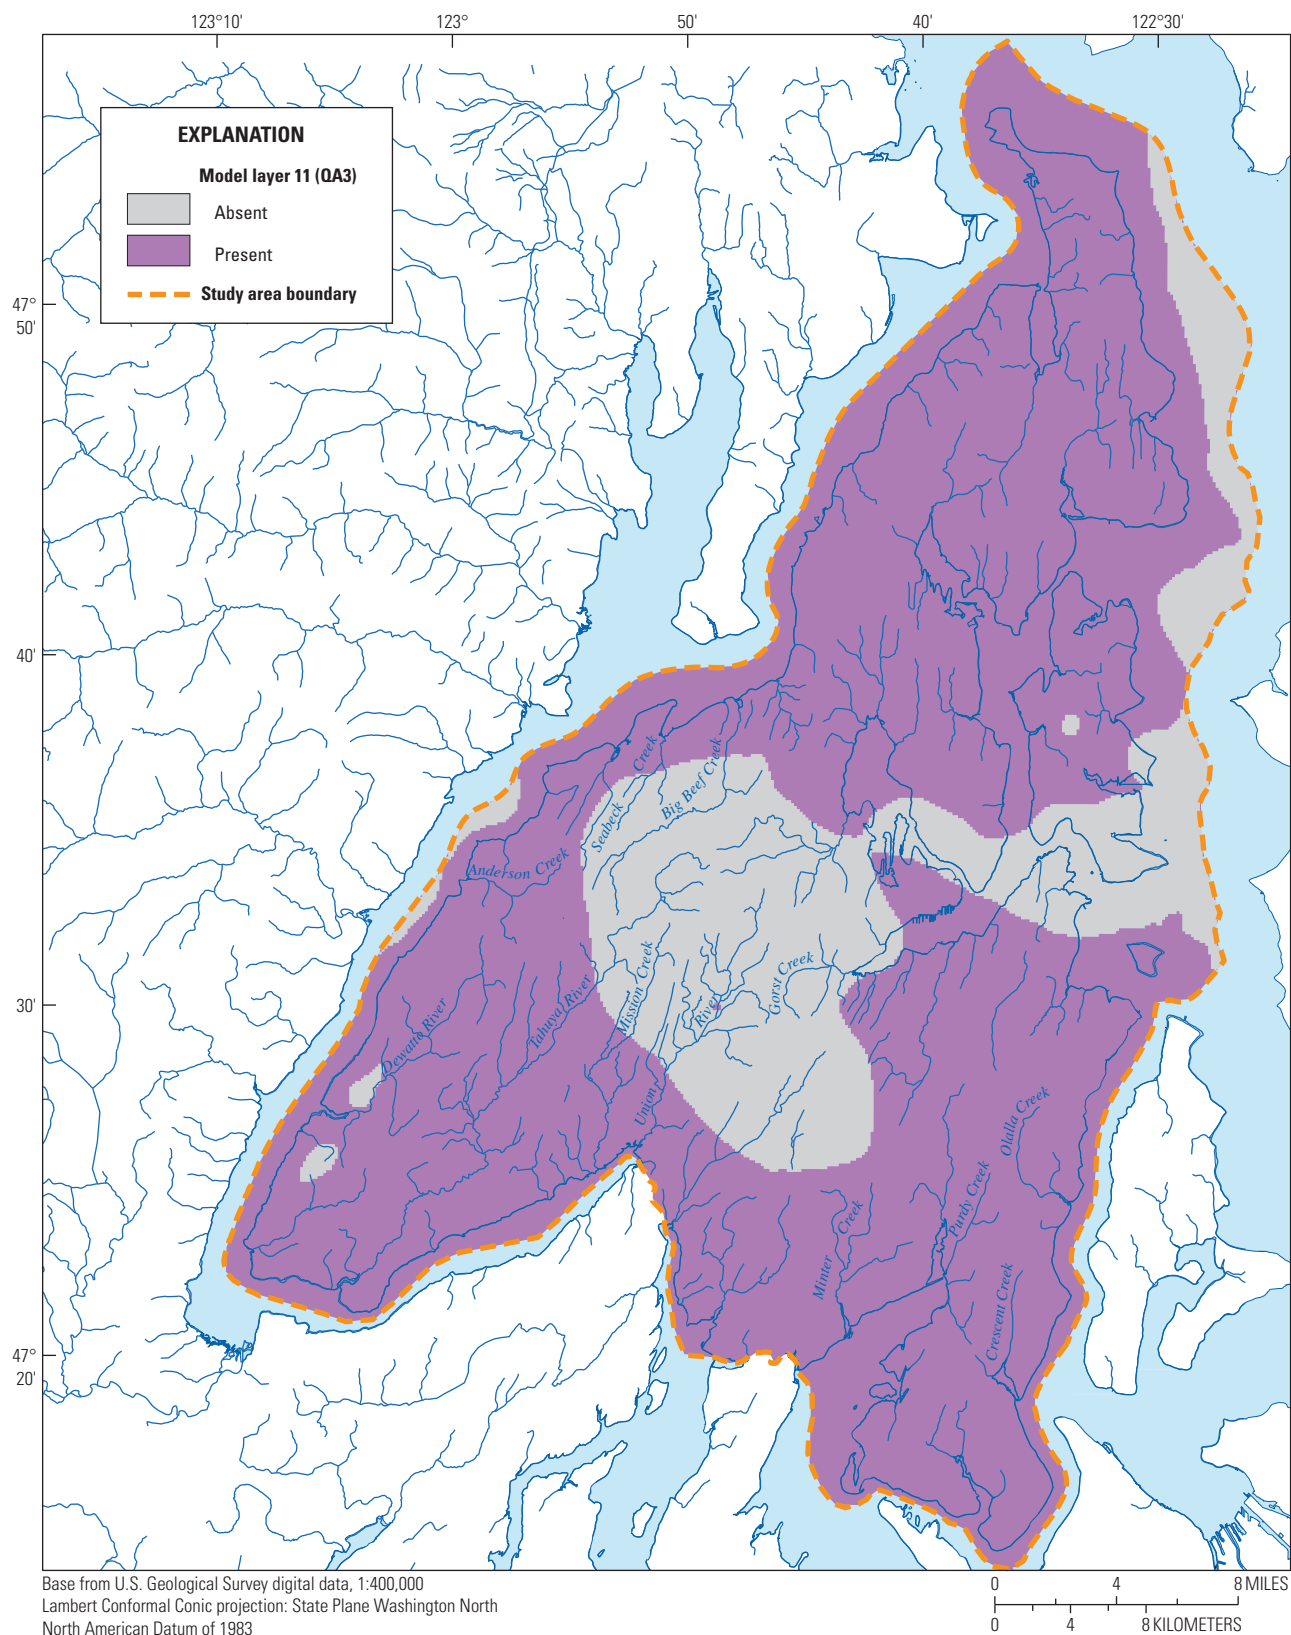 123°10'
123°
50'
40'
122°30'
EXPLANATION
Model layer 11 (QA3)
Absent
Present
Study area boundary
47°
50'
40'
30'
47°
20'
Seabeck Creek
Big Beef Creek
Anderson Creek
Dewatto River
Tahuya River
Mission Creek
Union River
Gorst Creek
Olalla Creek
Purdy Creek
Minter Creek
Crescent Creek
Base from U.S. Geological Survey digital data, 1:400,000
Lambert Conformal Conic projection: State Plane Washington North
North American Datum of 1983
0 4 8 MILES
0 4 8 KILOMETERS